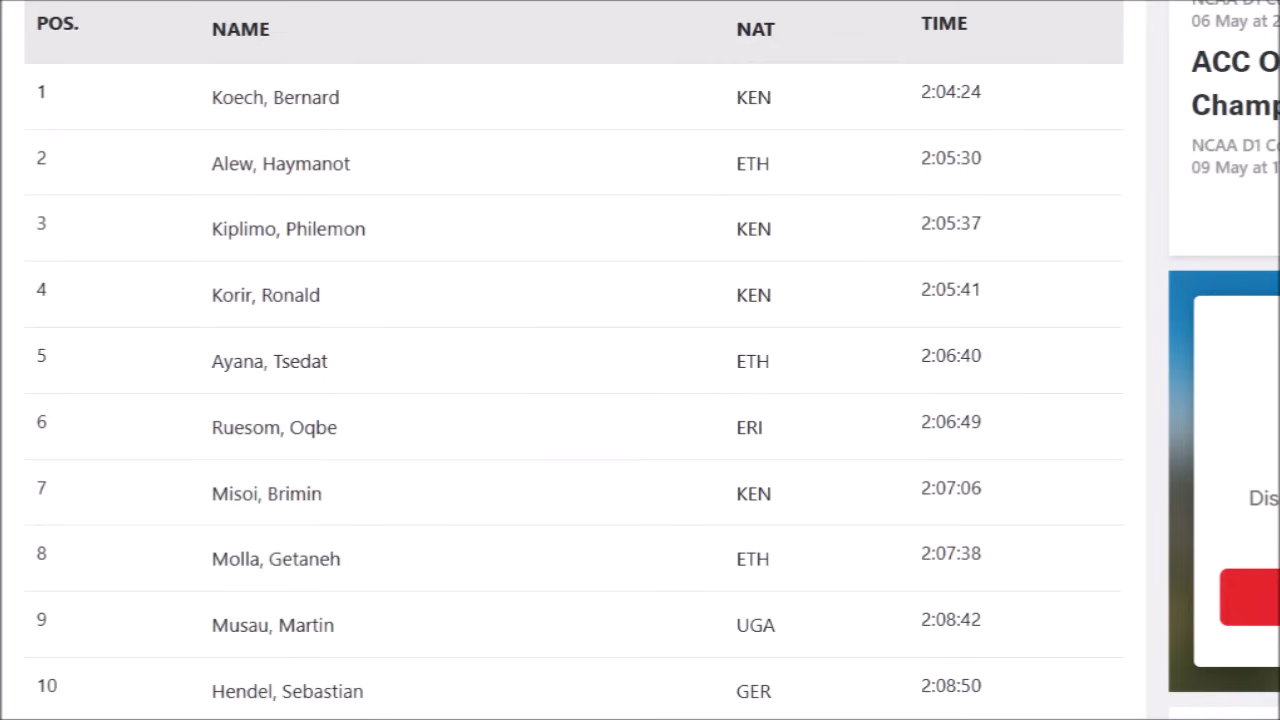 POS. NAME NAT TIME
1 Koech, Bernard KEN 2:04:24
2 Alew, Haymanot ETH 2:05:30
3 Kiplimo, Philemon KEN 2:05:37
4 Korir, Ronald KEN 2:05:41
5 Ayana, Tsedat ETH 2:06:40
6 Ruesom, Oqbe ERI 2:06:49
7 Misoi, Brimin KEN 2:07:06
8 Molla, Getaneh ETH 2:07:38
9 Musau, Martin UGA 2:08:42
10 Hendel, Sebastian GER 2:08:50
06 May at
ACC
Champ
NCAA D1
09 May at
Dis